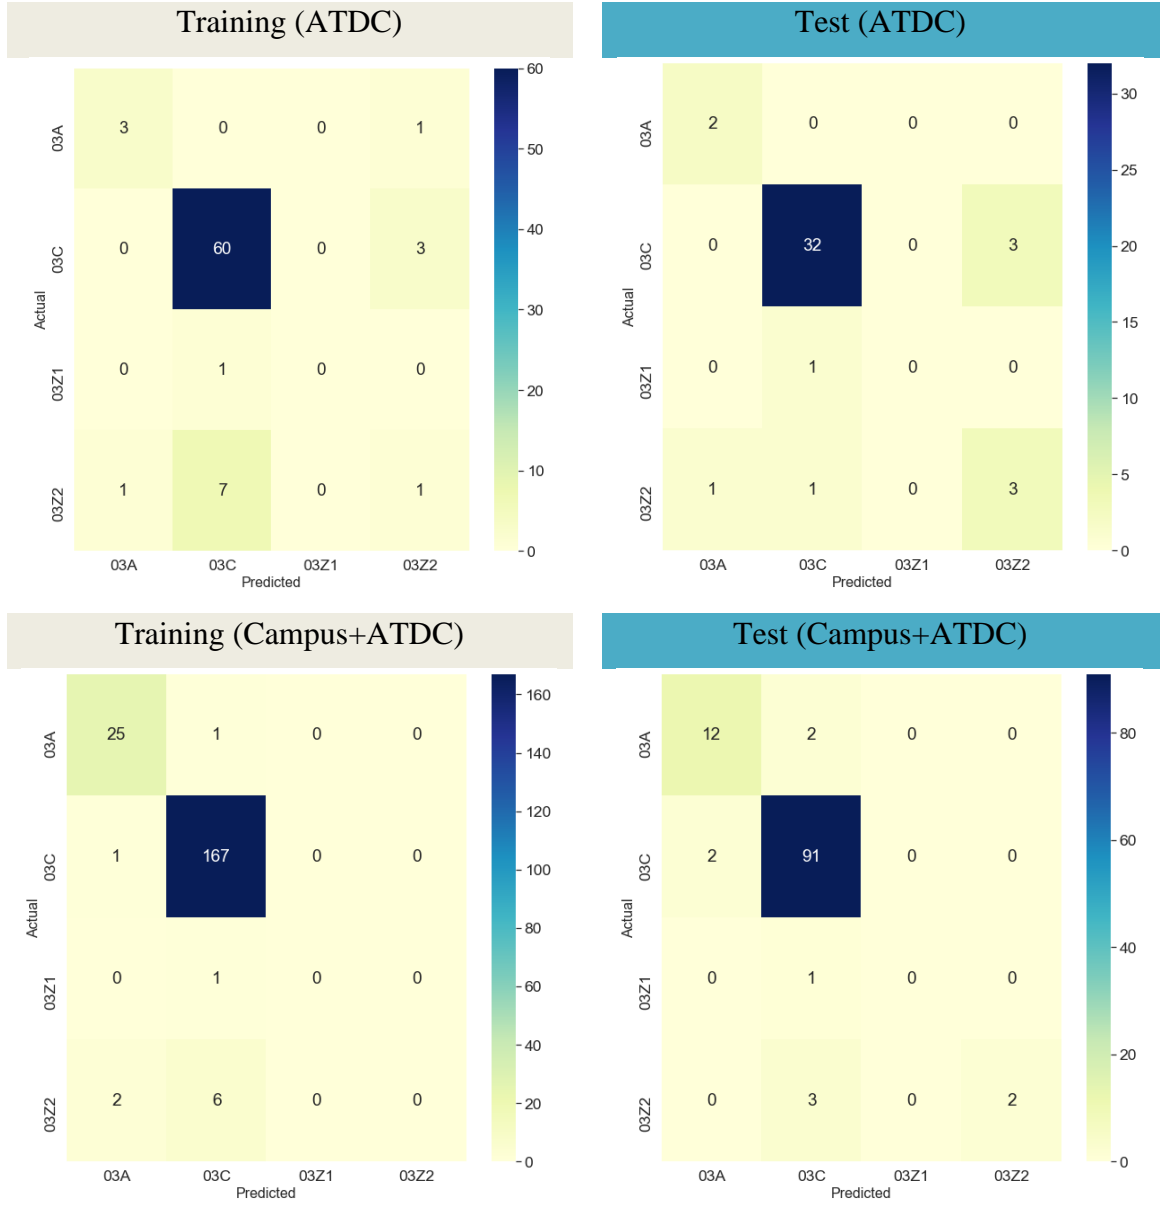 Training (ATDC)
Test (ATDC)
60
50
40
30
20
10
0
03A
03C
03Z1
03Z2
Actual
3 0 0 1
0 60 0 3
0 1 0 0
1 7 0 1
03A 03C 03Z1 03Z2
Predicted
30
25
20
15
10
5
0
03A
03C
03Z1
03Z2
Actual
2 0 0 0
0 32 0 3
0 1 0 0
1 1 0 3
03A 03C 03Z1 03Z2
Predicted
Training (Campus+ATDC)
Test (Campus+ATDC)
160
140
120
100
80
60
40
20
0
03A
03C
03Z1
03Z2
Actual
25 1 0 0
1 167 0 0
0 1 0 0
2 6 0 0
03A 03C 03Z1 03Z2
Predicted
80
60
40
20
0
03A
03C
03Z1
03Z2
Actual
12 2 0 0
2 91 0 0
0 1 0 0
0 3 0 2
03A 03C 03Z1 03Z2
Predicted